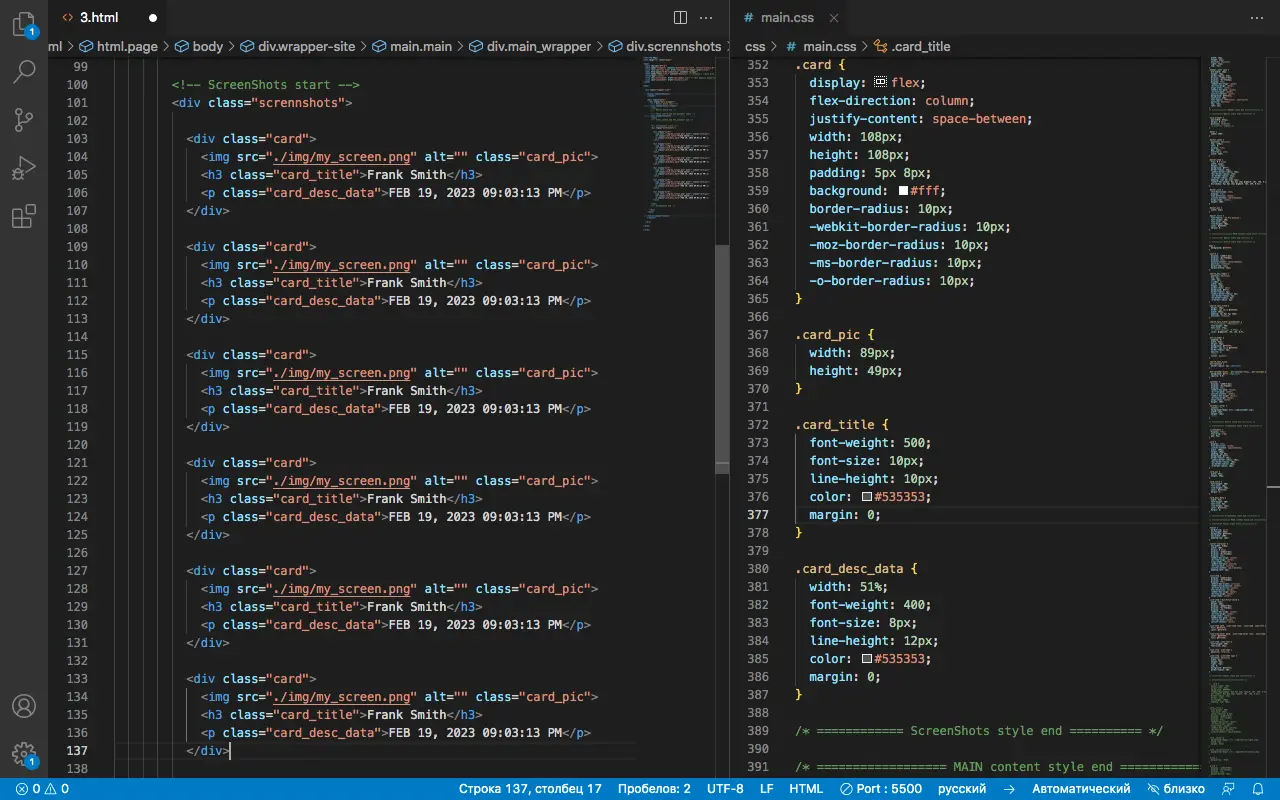 3.html
ml > html.page > body > div.wrapper-site > main.main > div.main_wrapper > div.scrennshots
99
100 <!-- ScreenShots start -->
101 <div class="scrennshots">
102
103 <div class="card">
104 <img src="./img/my_screen.png" alt="" class="card_pic">
105 <h3 class="card_title">Frank Smith</h3>
106 <p class="card_desc_data">FEB 19, 2023 09:03:13 PM</p>
107 </div>
108
109 <div class="card">
110 <img src="./img/my_screen.png" alt="" class="card_pic">
111 <h3 class="card_title">Frank Smith</h3>
112 <p class="card_desc_data">FEB 19, 2023 09:03:13 PM</p>
113 </div>
114
115 <div class="card">
116 <img src="./img/my_screen.png" alt="" class="card_pic">
117 <h3 class="card_title">Frank Smith</h3>
118 <p class="card_desc_data">FEB 19, 2023 09:03:13 PM</p>
119 </div>
120
121 <div class="card">
122 <img src="./img/my_screen.png" alt="" class="card_pic">
123 <h3 class="card_title">Frank Smith</h3>
124 <p class="card_desc_data">FEB 19, 2023 09:03:13 PM</p>
125 </div>
126
127 <div class="card">
128 <img src="./img/my_screen.png" alt="" class="card_pic">
129 <h3 class="card_title">Frank Smith</h3>
130 <p class="card_desc_data">FEB 19, 2023 09:03:13 PM</p>
131 </div>
132
133 <div class="card">
134 <img src="./img/my_screen.png" alt="" class="card_pic">
135 <h3 class="card_title">Frank Smith</h3>
136 <p class="card_desc_data">FEB 19, 2023 09:03:13 PM</p>
137 </div>
138
# main.css
css > # main.css > .card_title
352 .card {
353 display: flex;
354 flex-direction: column;
355 justify-content: space-between;
356 width: 108px;
357 height: 108px;
358 padding: 5px 8px;
359 background: #fff;
360 border-radius: 10px;
361 -webkit-border-radius: 10px;
362 -moz-border-radius: 10px;
363 -ms-border-radius: 10px;
364 -o-border-radius: 10px;
365 }
366
367 .card_pic {
368 width: 89px;
369 height: 49px;
370 }
371
372 .card_title {
373 font-weight: 500;
374 font-size: 10px;
375 line-height: 10px;
376 color: #535353;
377 margin: 0;
378 }
379
380 .card_desc_data {
381 width: 51%;
382 font-weight: 400;
383 font-size: 8px;
384 line-height: 12px;
385 color: #535353;
386 margin: 0;
387 }
388
389 /* ============ ScreenShots style end ========== */
390
391 /* ================== MAIN content style end ===========
1
1
0 0 Строка 137, столбец 17 Пробелов: 2 UTF-8 LF HTML Port : 5500 русский → Автоматический близко